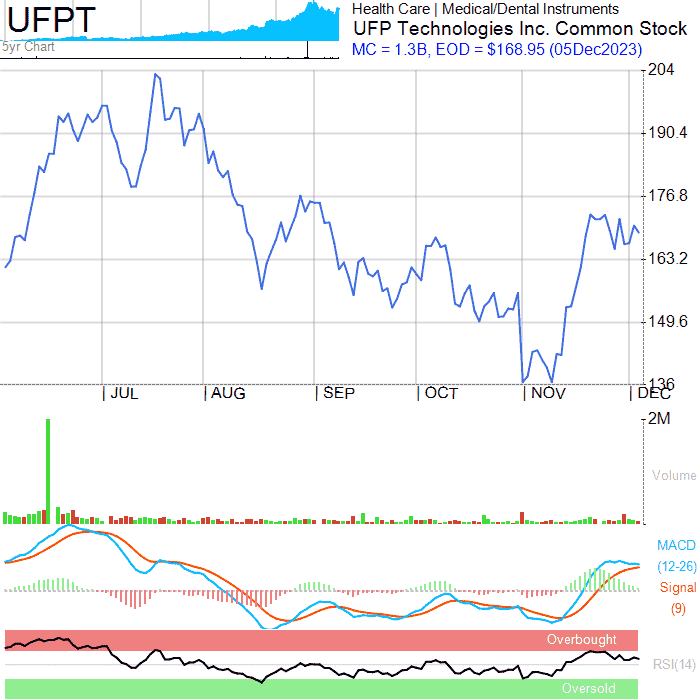 UFPT
5yr Chart
Health Care | Medical/Dental Instruments
UFP Technologies Inc. Common Stock
MC = 1.3B, EOD = $168.95 (05Dec2023)
204
190.4
176.8
163.2
149.6
136
JUL
AUG
SEP
OCT
NOV
DEC
2M
Volume
MACD
(12-26)
Signal
(9)
Overbought
RSI(14)
Oversold